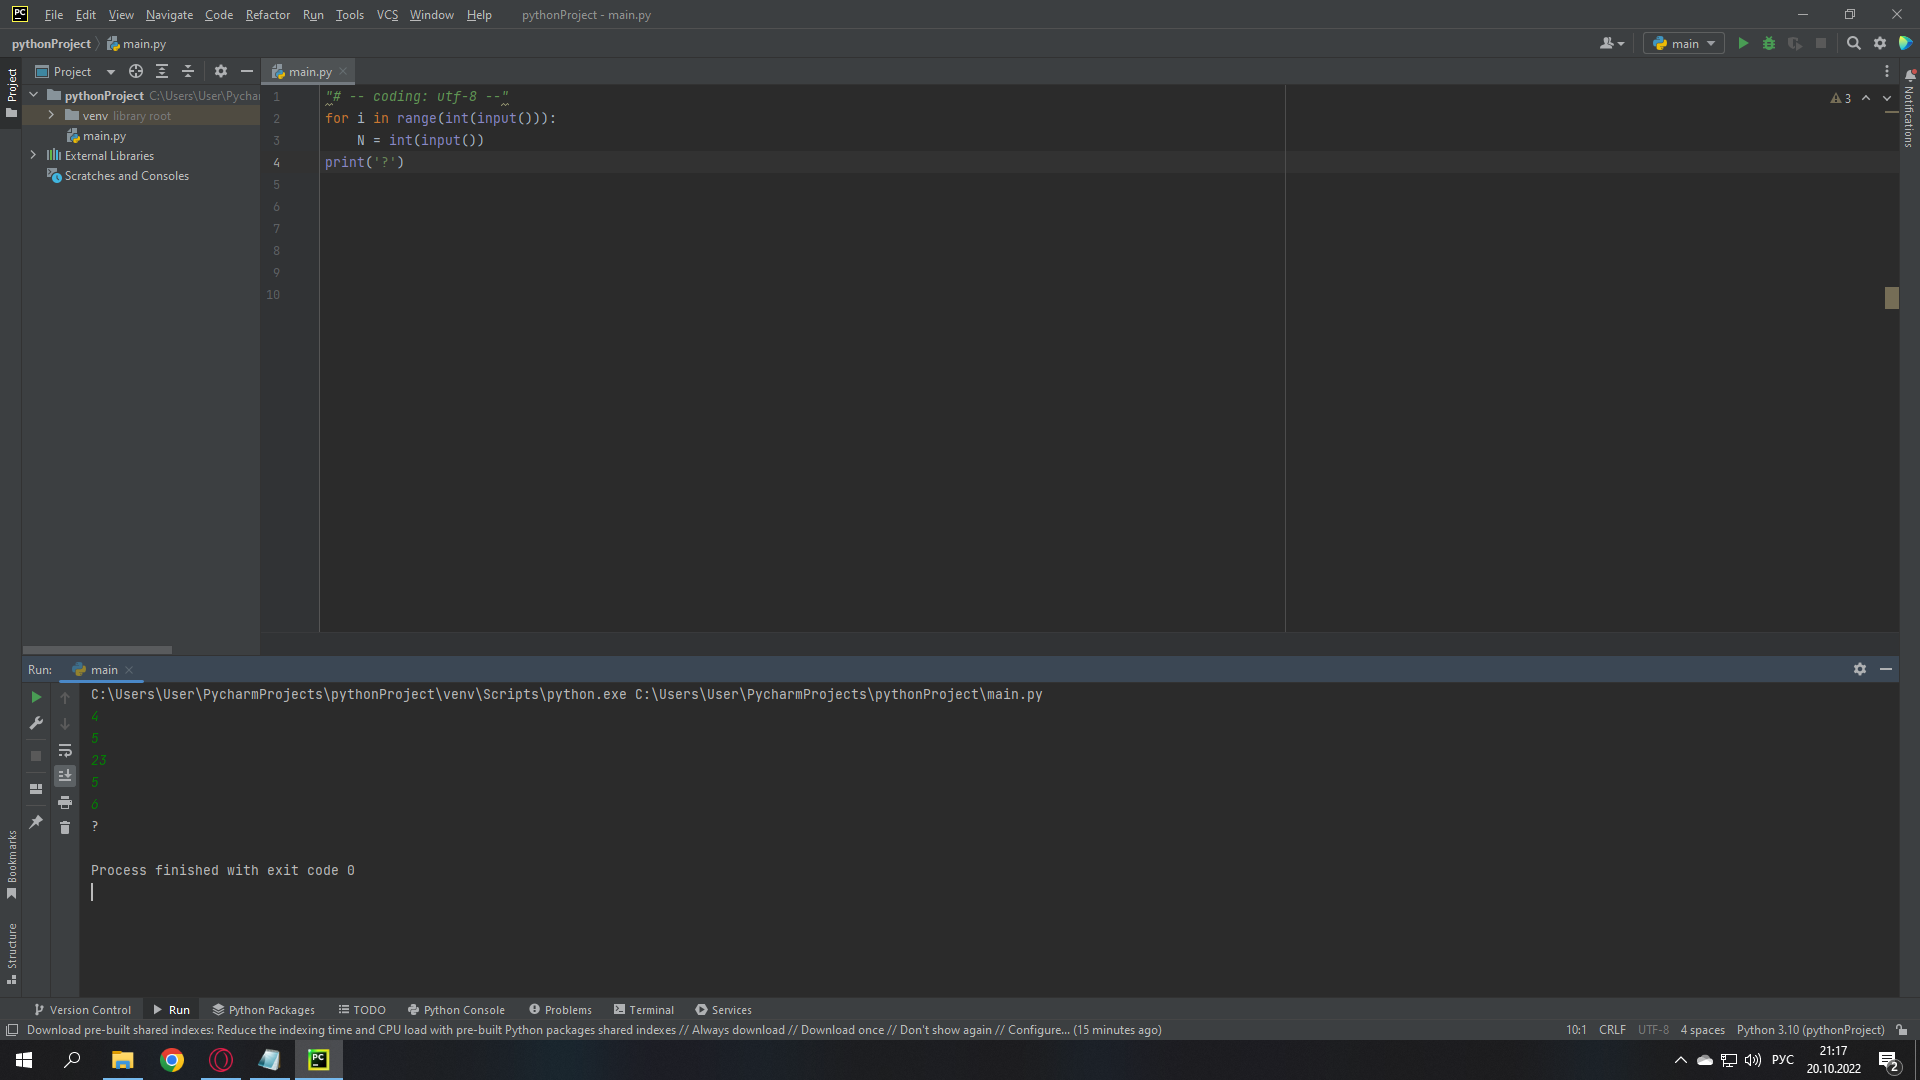 PC File Edit View Navigate Code Refactor Run Tools VCS Window Help pythonProject - main.py
pythonProject main.py main
Project Project main.py
pythonProject C:\Users\User\Pychar
venv library root
main.py
External Libraries
Scratches and Consoles
1 "# -- coding: utf-8 --"
2 for i in range(int(input())):
3 N = int(input())
4 print('?')
5
6
7
8
9
10
3
Notifications
Run: main
C:\Users\User\PycharmProjects\pythonProject\venv\Scripts\python.exe C:\Users\User\PycharmProjects\pythonProject\main.py
4
5
23
5
6
?
Process finished with exit code 0
Bookmarks
Structure
Version Control Run Python Packages TODO Python Console Problems Terminal Services
Download pre-built shared indexes: Reduce the indexing time and CPU load with pre-built Python packages shared indexes // Always download // Download once // Don't show again // Configure... (15 minutes ago) 10:1 CRLF UTF-8 4 spaces Python 3.10 (pythonProject)
PC РУС 21:17
20.10.2022 2